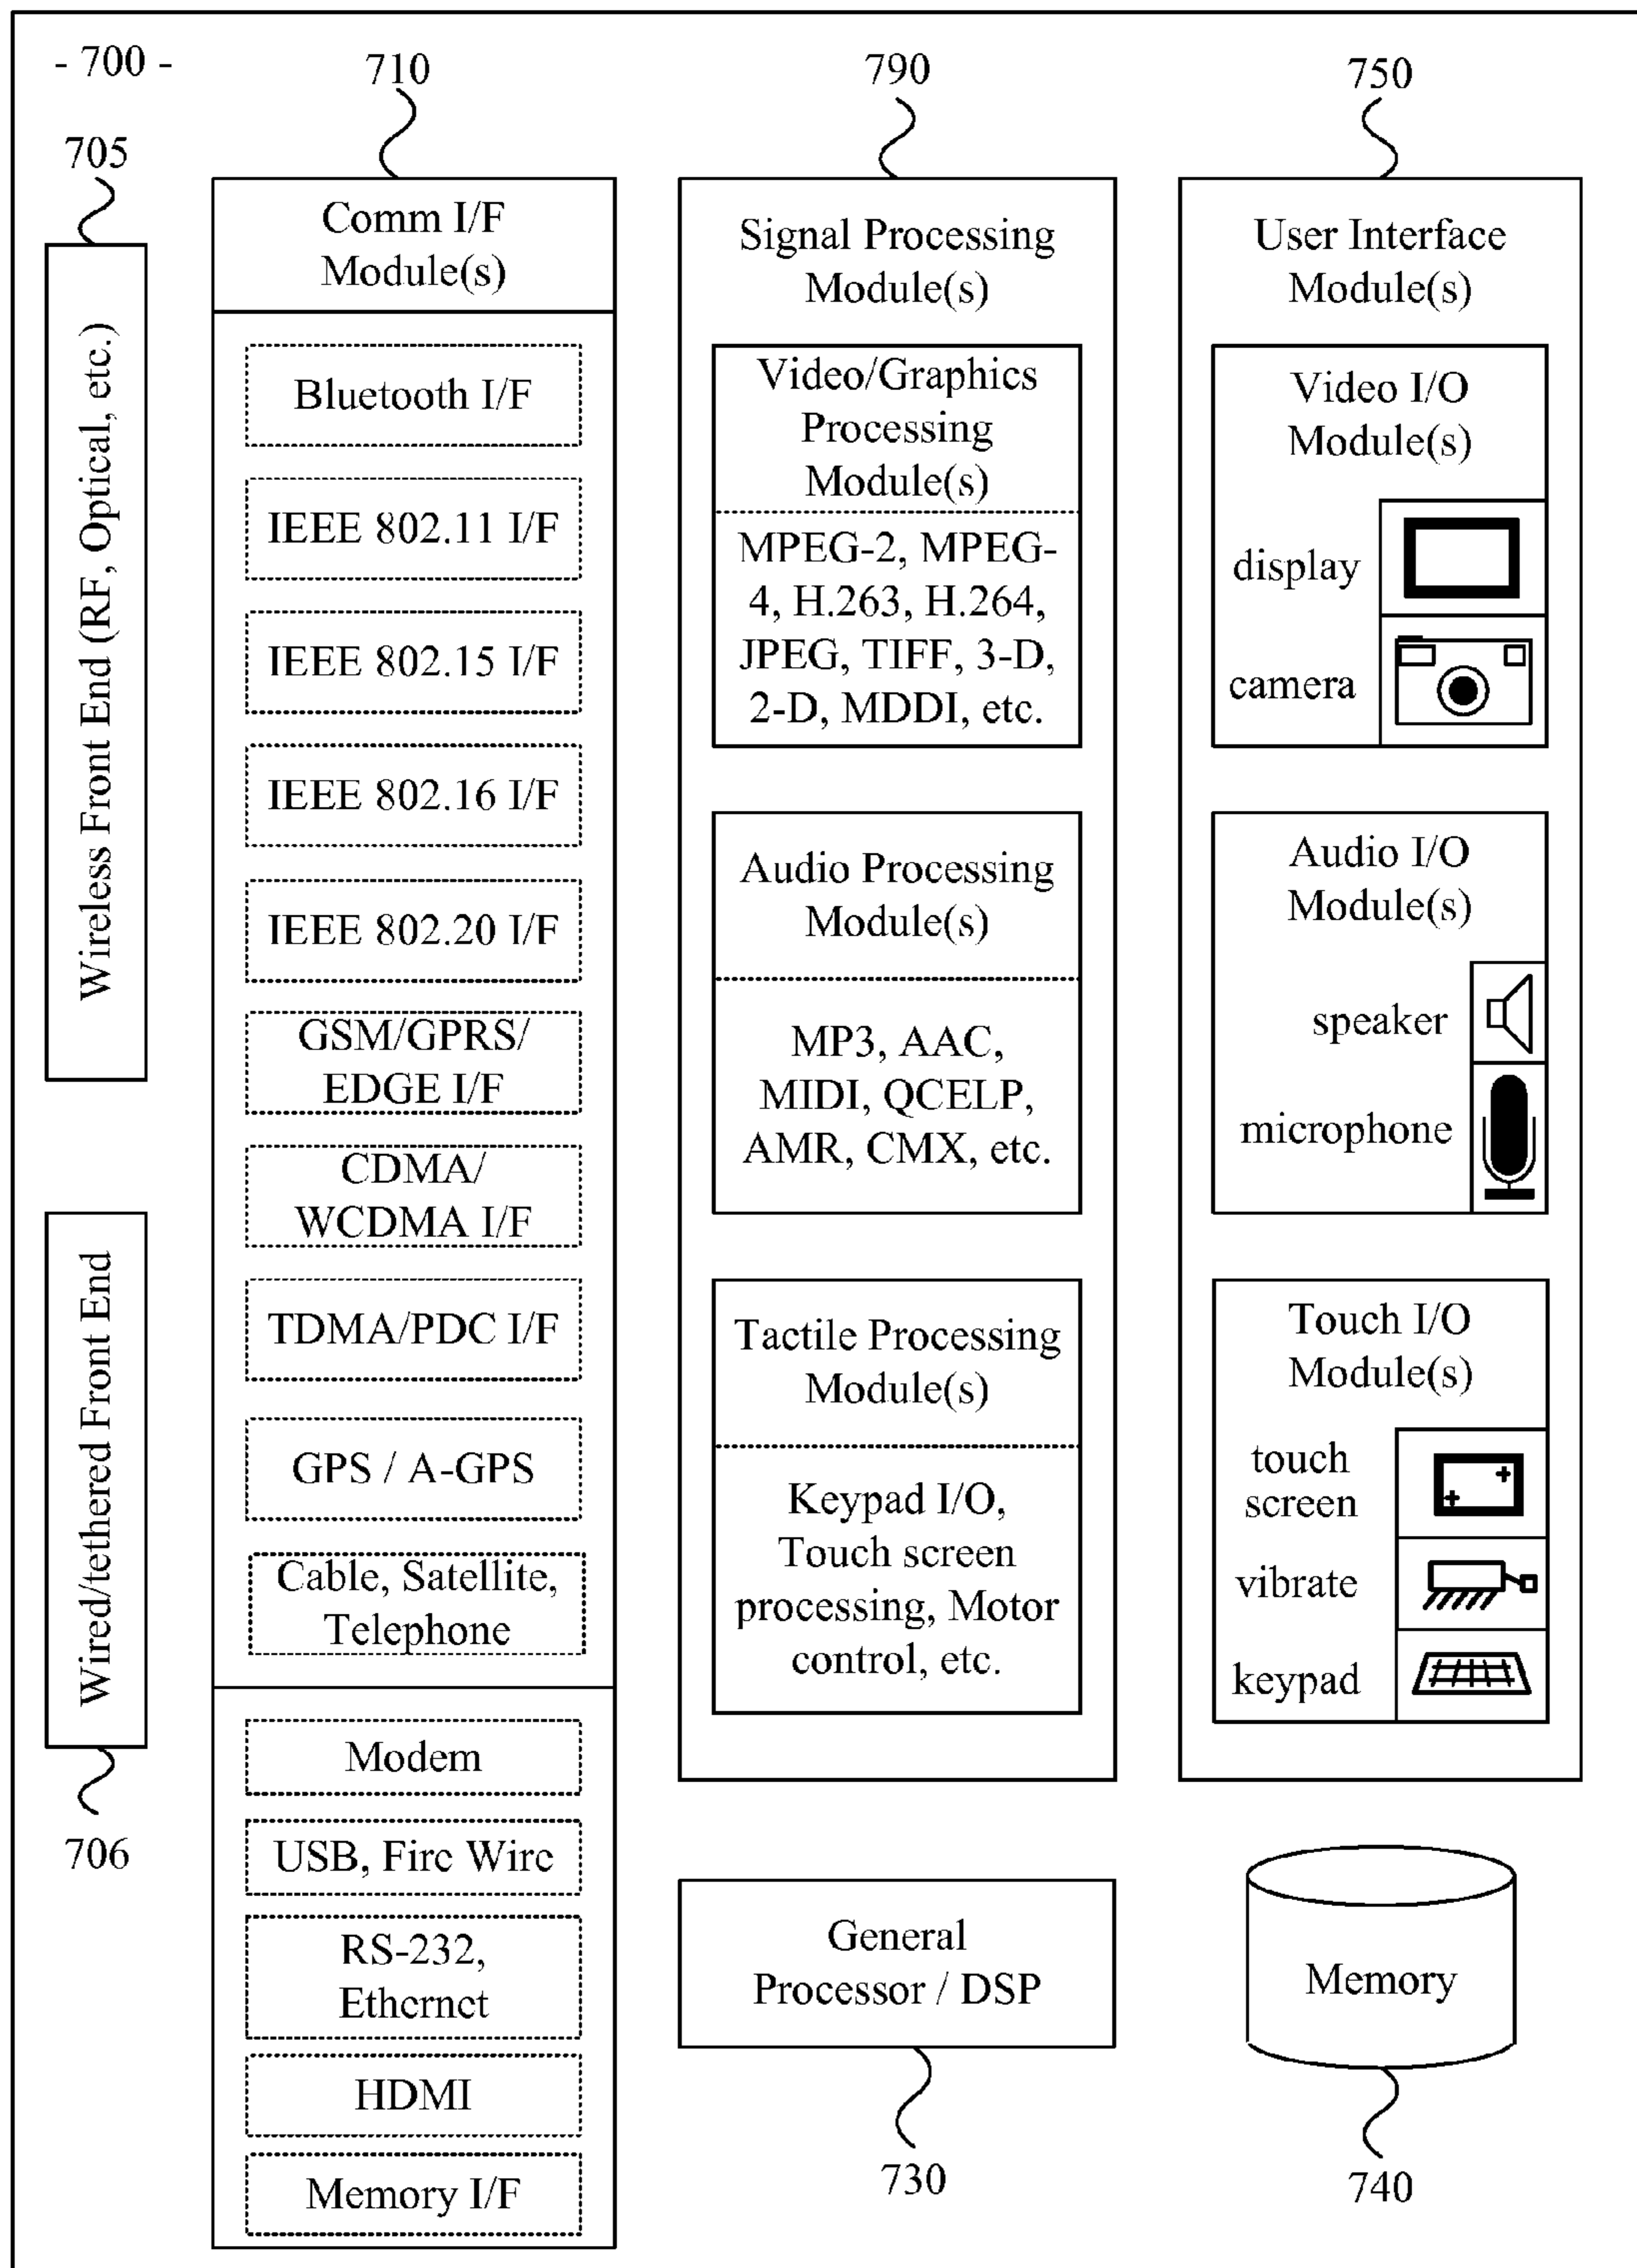 - 700 -
705
Wireless Front End (RF, Optical, etc.)
Wired/tethered Front End
706
710
Comm I/F
Module(s)
Bluetooth I/F
IEEE 802.11 I/F
IEEE 802.15 I/F
IEEE 802.16 I/F
IEEE 802.20 I/F
GSM/GPRS/
EDGE I/F
CDMA/
WCDMA I/F
TDMA/PDC I/F
GPS / A-GPS
Cable, Satellite,
Telephone
Modem
USB, Fire Wire
RS-232,
Ethernet
HDMI
Memory I/F
790
Signal Processing
Module(s)
Video/Graphics
Processing
Module(s)
MPEG-2, MPEG-
4, H.263, H.264,
JPEG, TIFF, 3-D,
2-D, MDDI, etc.
Audio Processing
Module(s)
MP3, AAC,
MIDI, QCELP,
AMR, CMX, etc.
Tactile Processing
Module(s)
Keypad I/O,
Touch screen
processing, Motor
control, etc.
General
Processor / DSP
730
750
User Interface
Module(s)
Video I/O
Module(s)
display
camera
Audio I/O
Module(s)
speaker
microphone
Touch I/O
Module(s)
touch
screen
vibrate
keypad
Memory
740